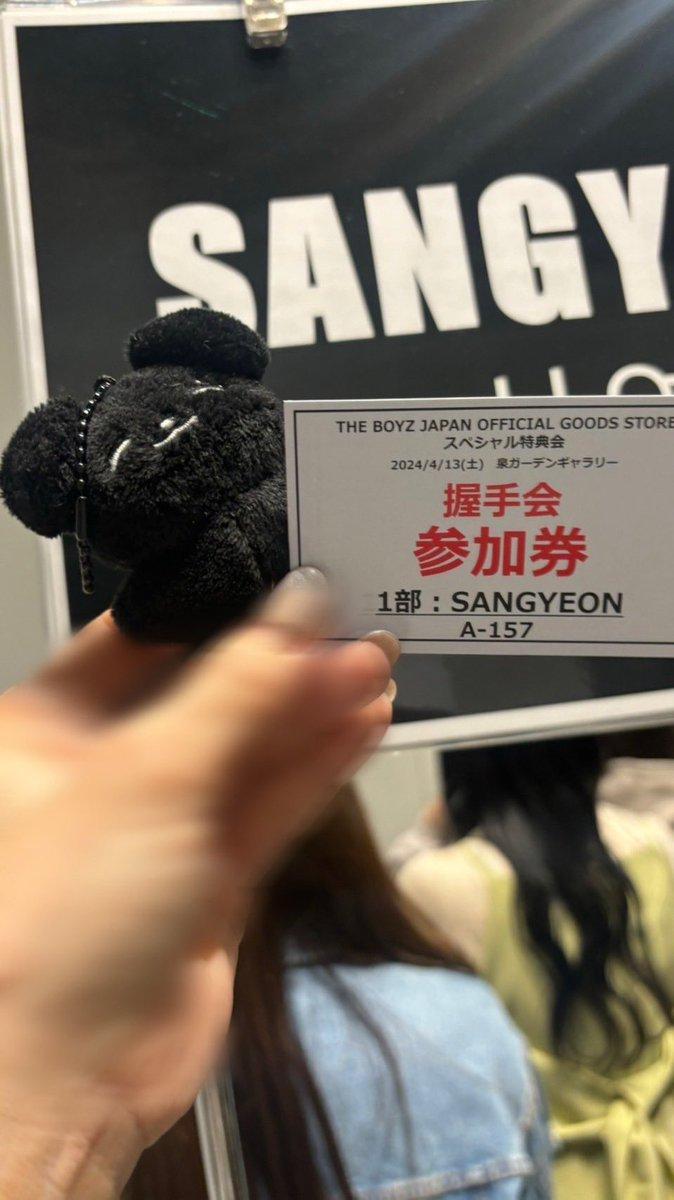 SANGY
THE BOYZ JAPAN OFFICIAL GOODS STORE
スペシャル特典会
2024/4/13(土) 泉ガーデンギャラリー
握手会
参加券
1部：SANGYEON
A-157